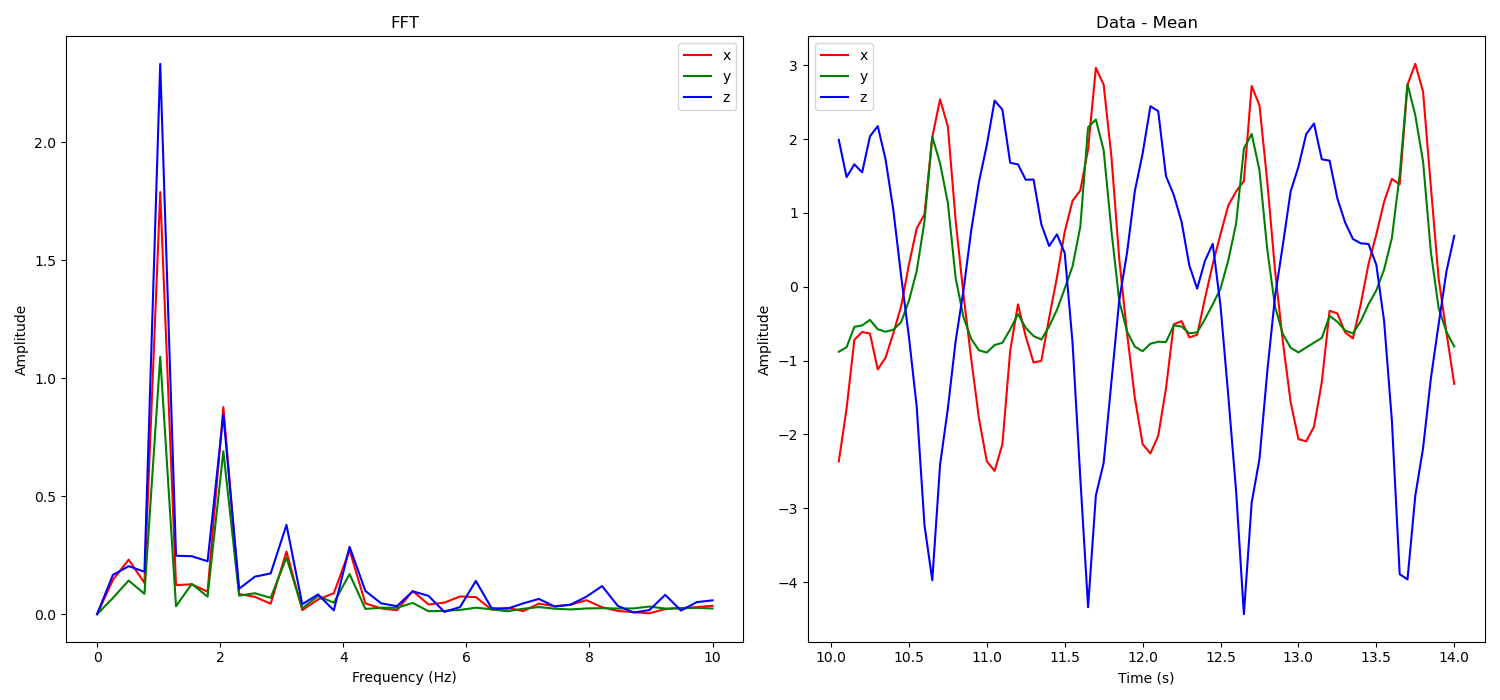 FFT
x
y
z
2.0
1.5
1.0
0.5
0.0
Amplitude
0
2
4
6
8
10
Frequency (Hz)
Data - Mean
x
y
z
3
2
1
0
−1
−2
−3
−4
Amplitude
10.0
10.5
11.0
11.5
12.0
12.5
13.0
13.5
14.0
Time (s)